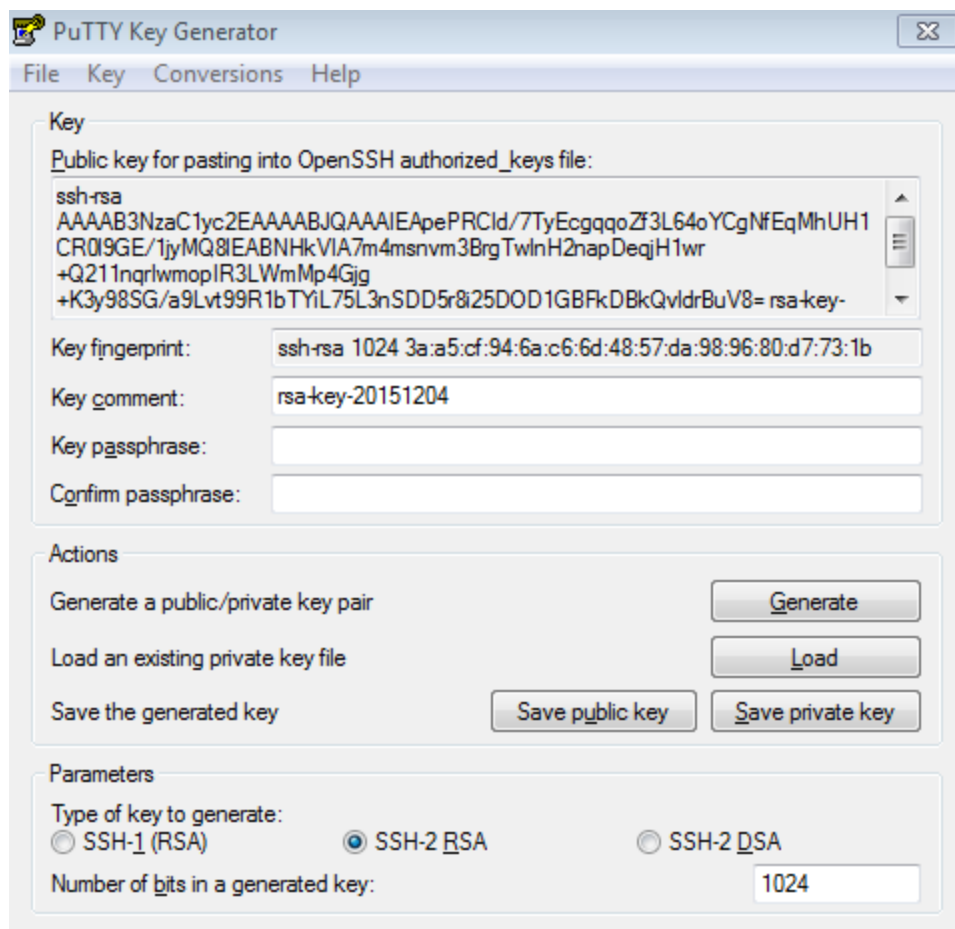 PuTTY Key Generator
File Key Conversions Help
Key
Public key for pasting into OpenSSH authorized_keys file:
ssh-rsa
AAAAB3NzaC1yc2EAAAABJQAAAIEApePRCld/7TyEcgqqoZf3L64oYCgNfEqMhUH1
CR0l9GE/1jyMQ8lEABNHkVIA7m4msnvm3BrgTwlnH2napDeqjH1wr
+Q211nqrlwmopIR3LWmMp4Gjg
+K3y98SG/a9Lvt99R1bTYiL75L3nSDD5r8i25DOD1GBFkDBkQvldrBuV8= rsa-key-
Key fingerprint: ssh-rsa 1024 3a:a5:cf:94:6a:c6:6d:48:57:da:98:96:80:d7:73:1b
Key comment: rsa-key-20151204
Key passphrase:
Confirm passphrase:
Actions
Generate a public/private key pair Generate
Load an existing private key file Load
Save the generated key Save public key Save private key
Parameters
Type of key to generate:
SSH-1 (RSA) SSH-2 RSA SSH-2 DSA
Number of bits in a generated key: 1024